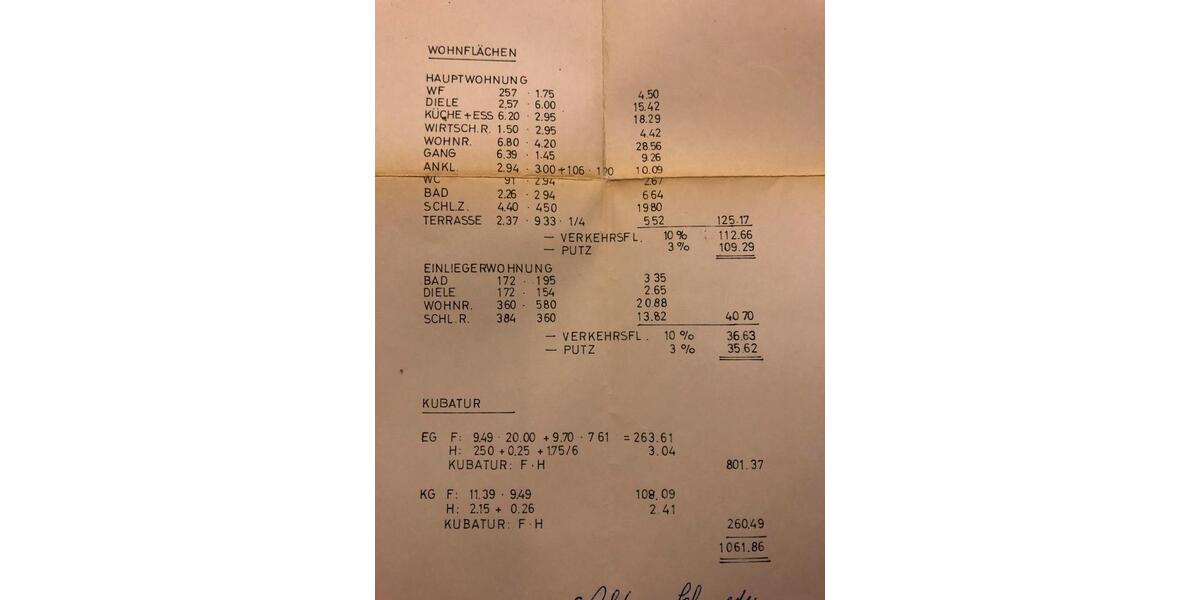 WOHNFLÄCHEN
HAUPTWOHNUNG
WF 257 · 1.75 4.50
DIELE 2.57 · 6.00 15.42
KÜCHE + ESS 6.20 · 2.95 18.29
WIRTSCH.R. 1.50 · 2.95 4.42
WOHNR. 6.80 · 4.20 28.56
GANG 6.39 · 1.45 9.26
ANKL. 2.94 · 300 + 106 · 120 10.09
WC 91 · 2.94 2.67
BAD 2.26 · 2.94 6.64
SCHL.Z. 4.40 · 450 19.80
TERRASSE 2.37 · 9.33 · 1/4 5.52 125.17
— VERKEHRSFL. 10 % 112.66
— PUTZ 3 % 109.29
EINLIEGERWOHNUNG
BAD 172 · 195 3.35
DIELE 172 · 154 2.65
WOHNR. 360 · 580 20.88
SCHL.R. 384 360 13.82 40.70
— VERKEHRSFL. 10 % 36.63
— PUTZ 3 % 35.62
KUBATUR
EG F: 9.49 · 20.00 + 9.70 · 7.61 = 263.61
H: 250 + 0.25 + 1.75/6 3.04
KUBATUR: F · H 801.37
KG F: 11.39 · 9.49 108.09
H: 2.15 + 0.26 2.41
KUBATUR: F · H 260.49
1061.86